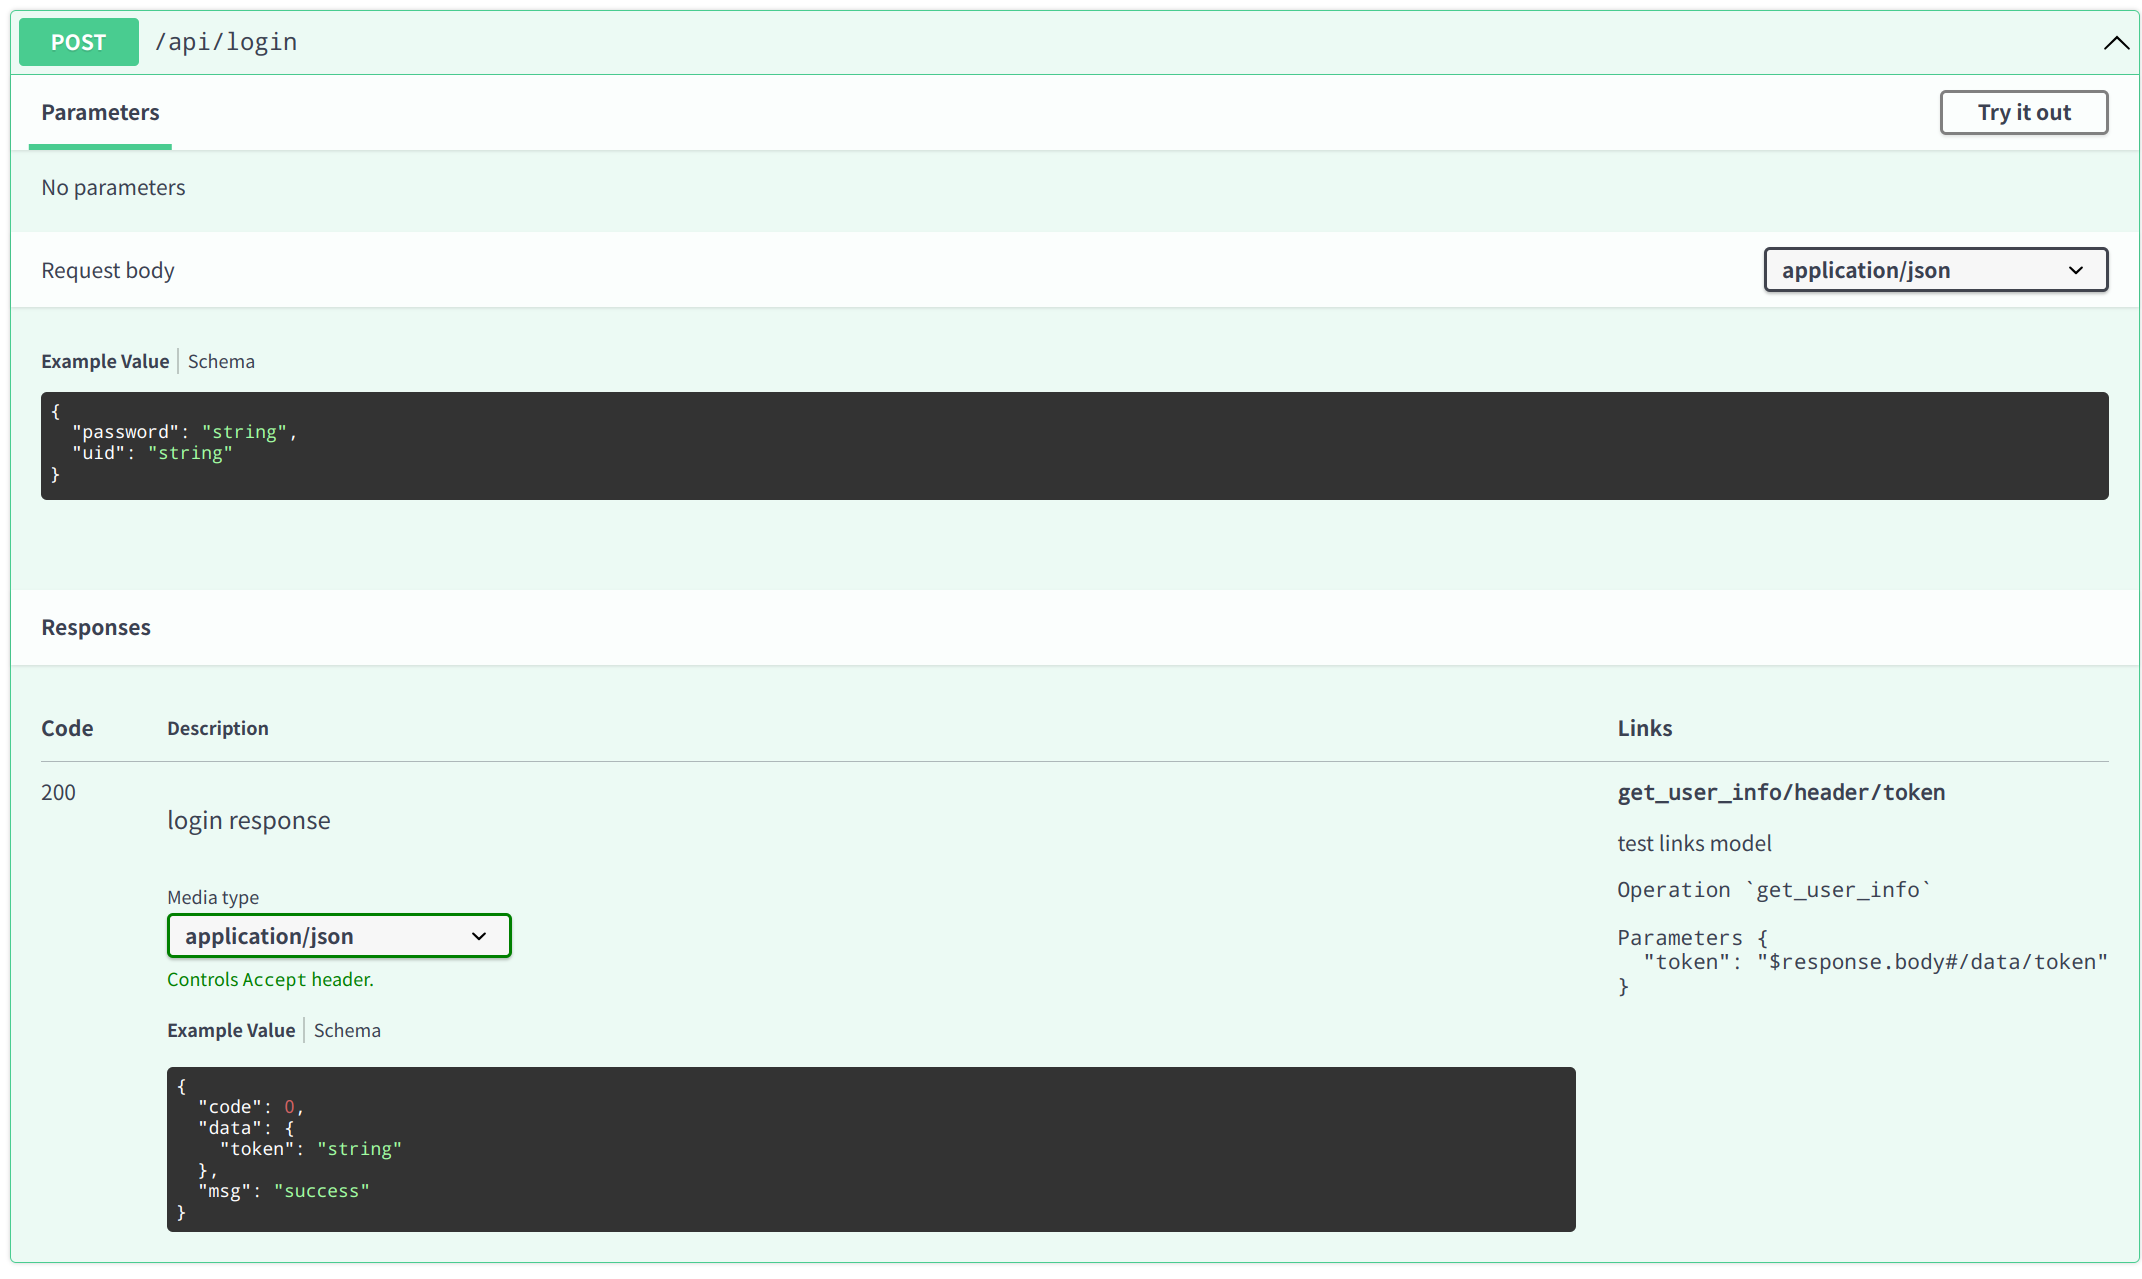 POST /api/login
Parameters
Try it out
No parameters
Request body
application/json
Example Value
Schema
{
  "password": "string",
  "uid": "string"
}
Responses
Code
Description
Links
200
login response
Media type
application/json
Controls Accept header.
Example Value
Schema
{
  "code": 0,
  "data": {
    "token": "string"
  },
  "msg": "success"
}
get_user_info/header/token
test links model
Operation `get_user_info`
Parameters {
  "token": "$response.body#/data/token"
}